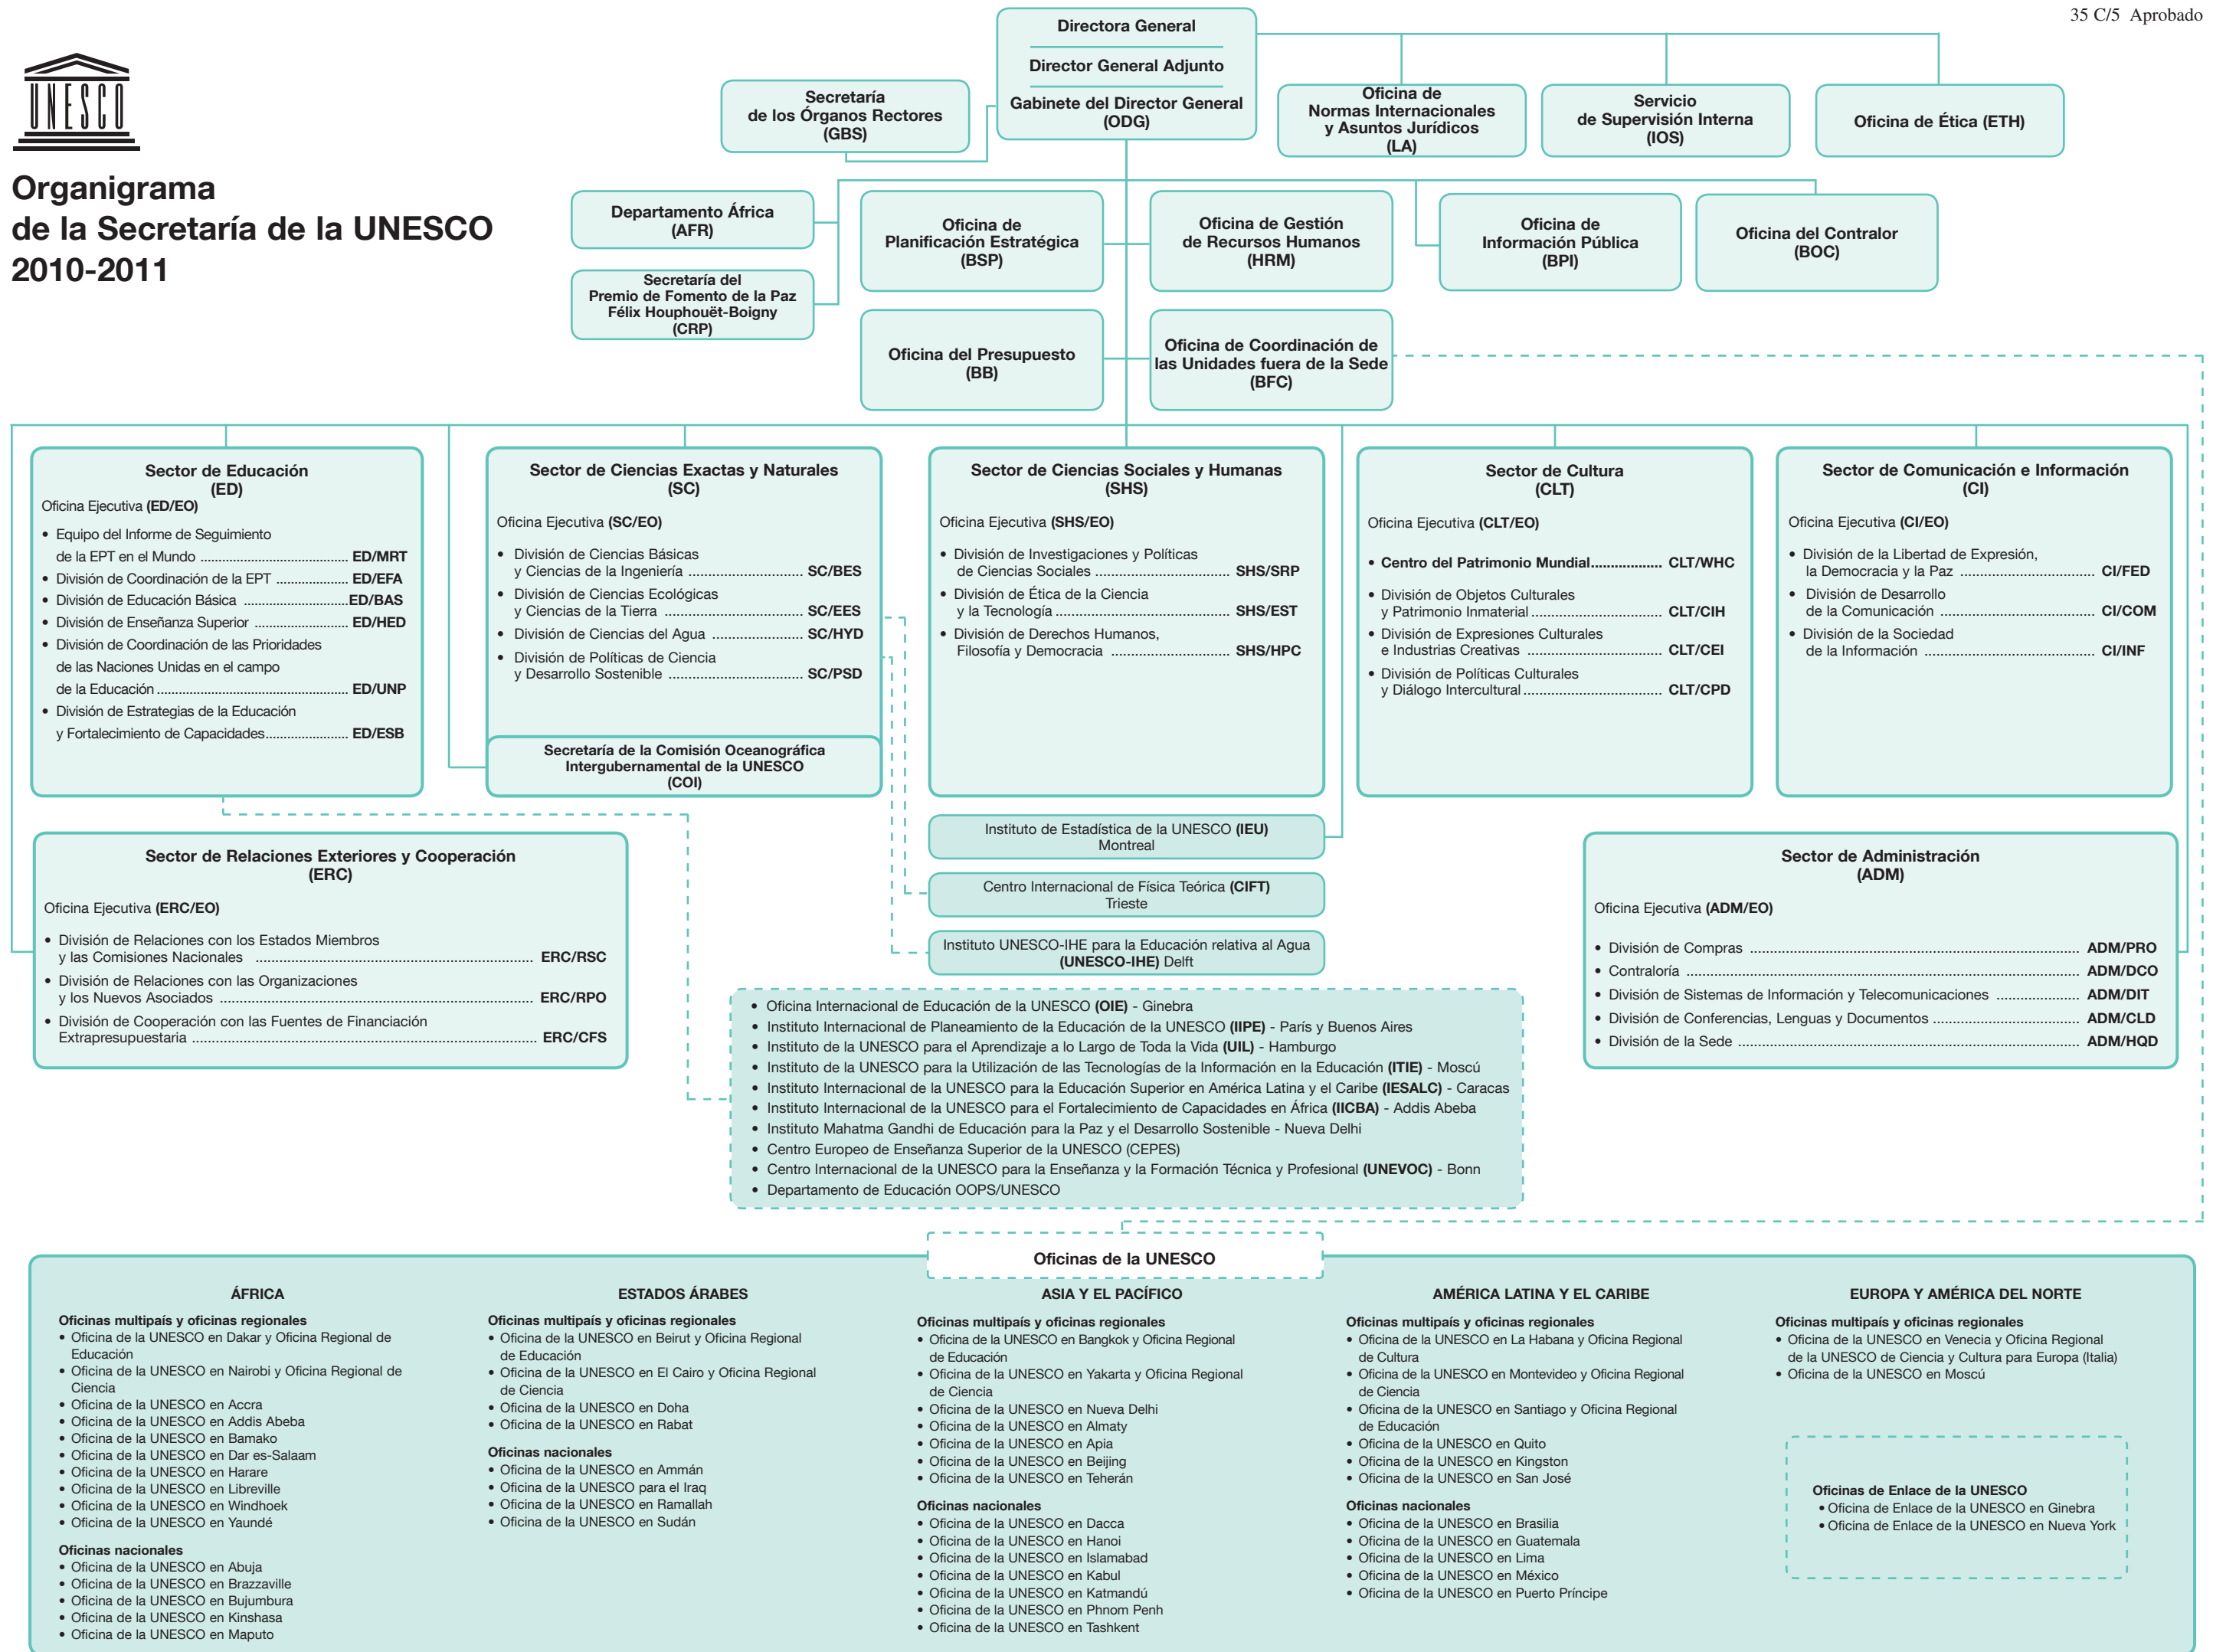 35 C/5 Aprobado
UNESCO
Organigrama
de la Secretaría de la UNESCO
2010-2011
Directora General
Director General Adjunto
Gabinete del Director General
(ODG)
Secretaría
de los Órganos Rectores
(GBS)
Oficina de
Normas Internacionales
y Asuntos Jurídicos
(LA)
Servicio
de Supervisión Interna
(IOS)
Oficina de Ética (ETH)
Departamento África
(AFR)
Secretaría del
Premio de Fomento de la Paz
Félix Houphouët-Boigny
(CRP)
Oficina de
Planificación Estratégica
(BSP)
Oficina de Gestión
de Recursos Humanos
(HRM)
Oficina de
Información Pública
(BPI)
Oficina del Contralor
(BOC)
Oficina del Presupuesto
(BB)
Oficina de Coordinación de
las Unidades fuera de la Sede
(BFC)
Sector de Educación
(ED)
Oficina Ejecutiva (ED/EO)
• Equipo del Informe de Seguimiento
de la EPT en el Mundo ..................................... ED/MRT
• División de Coordinación de la EPT ......................... ED/EFA
• División de Educación Básica ..........................ED/BAS
• División de Enseñanza Superior .............................. ED/HED
• División de Coordinación de las Prioridades
de las Naciones Unidas en el campo
de la Educación ................................................ ED/UNP
• División de Estrategias de la Educación
y Fortalecimiento de Capacidades..................... ED/ESB
Sector de Ciencias Exactas y Naturales
(SC)
Oficina Ejecutiva (SC/EO)
• División de Ciencias Básicas
y Ciencias de la Ingeniería ............................ SC/BES
• División de Ciencias Ecológicas
y Ciencias de la Tierra .................................. SC/EES
• División de Ciencias del Agua ....................... SC/HYD
• División de Políticas de Ciencia
y Desarrollo Sostenible ................................. SC/PSD
Secretaría de la Comisión Oceanográfica
Intergubernamental de la UNESCO
(COI)
Sector de Ciencias Sociales y Humanas
(SHS)
Oficina Ejecutiva (SHS/EO)
• División de Investigaciones y Políticas
de Ciencias Sociales .................................. SHS/SRP
• División de Ética de la Ciencia
y la Tecnología ............................................ SHS/EST
• División de Derechos Humanos,
Filosofía y Democracia .............................. SHS/HPC
Sector de Cultura
(CLT)
Oficina Ejecutiva (CLT/EO)
• Centro del Patrimonio Mundial................. CLT/WHC
• División de Objetos Culturales
y Patrimonio Inmaterial ................................. CLT/CIH
• División de Expresiones Culturales
e Industrias Creativas .................................. CLT/CEI
• División de Políticas Culturales
y Diálogo Intercultural................................... CLT/CPD
Sector de Comunicación e Información
(CI)
Oficina Ejecutiva (CI/EO)
• División de la Libertad de Expresión,
la Democracia y la Paz .................................. CI/FED
• División de Desarrollo
de la Comunicación ....................................... CI/COM
• División de la Sociedad
de la Información ........................................... CI/INF
Sector de Relaciones Exteriores y Cooperación
(ERC)
Oficina Ejecutiva (ERC/EO)
• División de Relaciones con los Estados Miembros
y las Comisiones Nacionales ...................................................................... ERC/RSC
• División de Relaciones con las Organizaciones
y los Nuevos Asociados ............................................................................... ERC/RPO
• División de Cooperación con las Fuentes de Financiación
Extrapresupuestaria ................................................................................ ERC/CFS
Instituto de Estadística de la UNESCO (IEU)
Montreal
Centro Internacional de Física Teórica (CIFT)
Trieste
Instituto UNESCO-IHE para la Educación relativa al Agua
(UNESCO-IHE) Delft
Sector de Administración
(ADM)
Oficina Ejecutiva (ADM/EO)
• División de Compras .................................................................................... ADM/PRO
• Contraloría ................................................................................................... ADM/DCO
• División de Sistemas de Información y Telecomunicaciones ..................... ADM/DIT
• División de Conferencias, Lenguas y Documentos ..................................... ADM/CLD
• División de la Sede ...................................................................................... ADM/HQD
• Oficina Internacional de Educación de la UNESCO (OIE) - Ginebra
• Instituto Internacional de Planeamiento de la Educación de la UNESCO (IIPE) - París y Buenos Aires
• Instituto de la UNESCO para el Aprendizaje a lo Largo de Toda la Vida (UIL) - Hamburgo
• Instituto de la UNESCO para la Utilización de las Tecnologías de la Información en la Educación (ITIE) - Moscú
• Instituto Internacional de la UNESCO para la Educación Superior en América Latina y el Caribe (IESALC) - Caracas
• Instituto Internacional de la UNESCO para el Fortalecimiento de Capacidades en África (IICBA) - Addis Abeba
• Instituto Mahatma Gandhi de Educación para la Paz y el Desarrollo Sostenible - Nueva Delhi
• Centro Europeo de Enseñanza Superior de la UNESCO (CEPES)
• Centro Internacional de la UNESCO para la Enseñanza y la Formación Técnica y Profesional (UNEVOC) - Bonn
• Departamento de Educación OOPS/UNESCO
Oficinas de la UNESCO
ÁFRICA
Oficinas multipaís y oficinas regionales
• Oficina de la UNESCO en Dakar y Oficina Regional de
Educación
• Oficina de la UNESCO en Nairobi y Oficina Regional de
Ciencia
• Oficina de la UNESCO en Accra
• Oficina de la UNESCO en Addis Abeba
• Oficina de la UNESCO en Bamako
• Oficina de la UNESCO en Dar es-Salaam
• Oficina de la UNESCO en Harare
• Oficina de la UNESCO en Libreville
• Oficina de la UNESCO en Windhoek
• Oficina de la UNESCO en Yaundé
Oficinas nacionales
• Oficina de la UNESCO en Abuja
• Oficina de la UNESCO en Brazzaville
• Oficina de la UNESCO en Bujumbura
• Oficina de la UNESCO en Kinshasa
• Oficina de la UNESCO en Maputo
ESTADOS ÁRABES
Oficinas multipaís y oficinas regionales
• Oficina de la UNESCO en Beirut y Oficina Regional
de Educación
• Oficina de la UNESCO en El Cairo y Oficina Regional
de Ciencia
• Oficina de la UNESCO en Doha
• Oficina de la UNESCO en Rabat
Oficinas nacionales
• Oficina de la UNESCO en Ammán
• Oficina de la UNESCO para el Iraq
• Oficina de la UNESCO en Ramallah
• Oficina de la UNESCO en Sudán
ASIA Y EL PACÍFICO
Oficinas multipaís y oficinas regionales
• Oficina de la UNESCO en Bangkok y Oficina Regional
de Educación
• Oficina de la UNESCO en Yakarta y Oficina Regional
de Ciencia
• Oficina de la UNESCO en Nueva Delhi
• Oficina de la UNESCO en Almaty
• Oficina de la UNESCO en Apia
• Oficina de la UNESCO en Beijing
• Oficina de la UNESCO en Teherán
Oficinas nacionales
• Oficina de la UNESCO en Dacca
• Oficina de la UNESCO en Hanoi
• Oficina de la UNESCO en Islamabad
• Oficina de la UNESCO en Kabul
• Oficina de la UNESCO en Katmandú
• Oficina de la UNESCO en Phnom Penh
• Oficina de la UNESCO en Tashkent
AMÉRICA LATINA Y EL CARIBE
Oficinas multipaís y oficinas regionales
• Oficina de la UNESCO en La Habana y Oficina Regional
de Cultura
• Oficina de la UNESCO en Montevideo y Oficina Regional
de Ciencia
• Oficina de la UNESCO en Santiago y Oficina Regional
de Educación
• Oficina de la UNESCO en Quito
• Oficina de la UNESCO en Kingston
• Oficina de la UNESCO en San José
Oficinas nacionales
• Oficina de la UNESCO en Brasilia
• Oficina de la UNESCO en Guatemala
• Oficina de la UNESCO en Lima
• Oficina de la UNESCO en México
• Oficina de la UNESCO en Puerto Príncipe
EUROPA Y AMÉRICA DEL NORTE
Oficinas multipaís y oficinas regionales
• Oficina de la UNESCO en Venecia y Oficina Regional
de la UNESCO de Ciencia y Cultura para Europa (Italia)
• Oficina de la UNESCO en Moscú
Oficinas de Enlace de la UNESCO
• Oficina de Enlace de la UNESCO en Ginebra
• Oficina de Enlace de la UNESCO en Nueva York